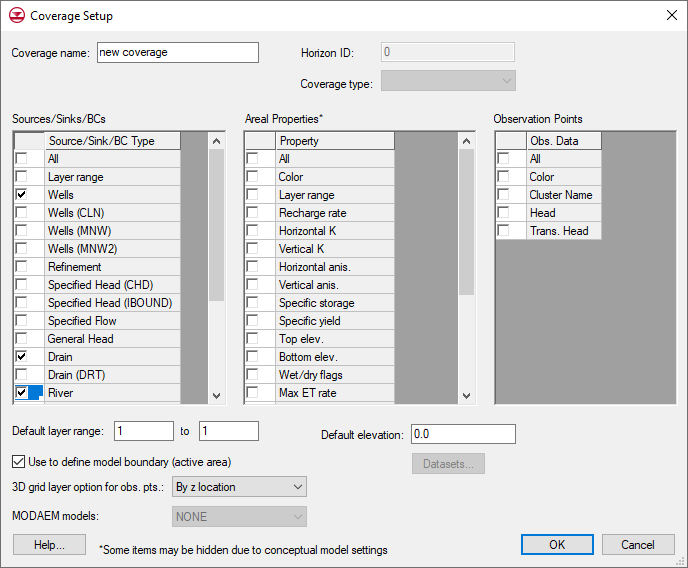 Coverage Setup
Coverage name: new coverage
Horizon ID: 0
Coverage type:
Sources/Sinks/BCs
Source/Sink/BC Type
All
Layer range
Wells
Wells (CLN)
Wells (MNW)
Wells (MNW2)
Refinement
Specified Head (CHD)
Specified Head (IBOUND)
Specified Flow
General Head
Drain
Drain (DRT)
River
Areal Properties*
Property
All
Color
Layer range
Recharge rate
Horizontal K
Vertical K
Horizontal anis.
Vertical anis.
Specific storage
Specific yield
Top elev.
Bottom elev.
Wet/dry flags
Max ET rate
Observation Points
Obs. Data
All
Color
Cluster Name
Head
Trans. Head
Default layer range: 1 to 1
Default elevation: 0.0
Use to define model boundary (active area)
Datasets...
3D grid layer option for obs. pts.: By z location
MODAEM models: NONE
Help...
*Some items may be hidden due to conceptual model settings
OK
Cancel